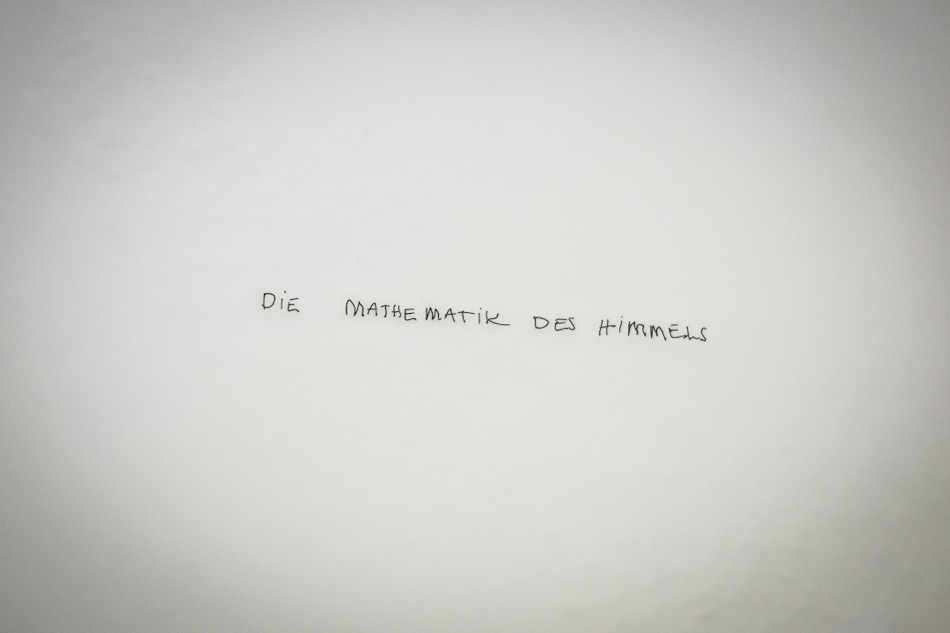 DiE MATHEMATiK DES HiMMELS